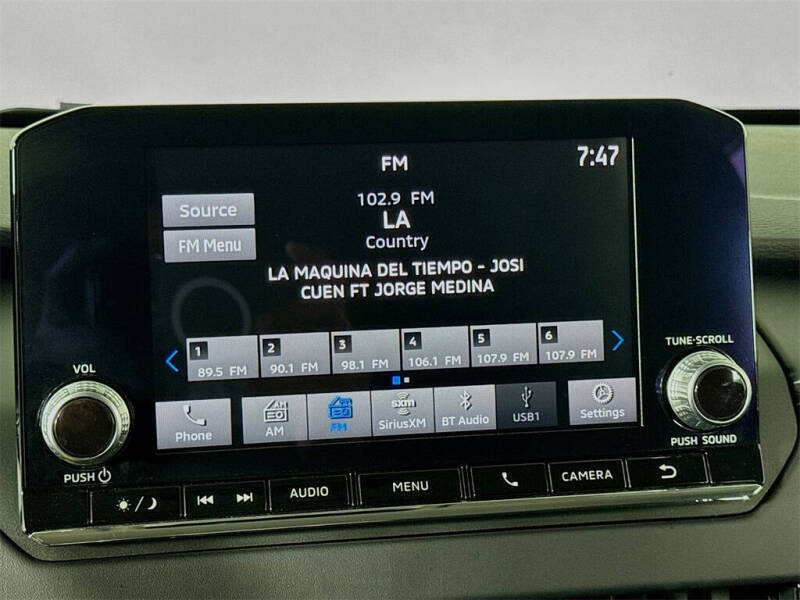 FM
7:47
102.9 FM
LA
Country
Source
FM Menu
LA MAQUINA DEL TIEMPO - JOSI
CUEN FT JORGE MEDINA
1 89.5 FM
2 90.1 FM
3 98.1 FM
4 106.1 FM
5 107.9 FM
6 107.9 FM
VOL
PUSH
TUNE·SCROLL
PUSH SOUND
Phone
AM AM
FM
sxm SiriusXM
BT Audio
USB1
Settings
AUDIO
MENU
CAMERA